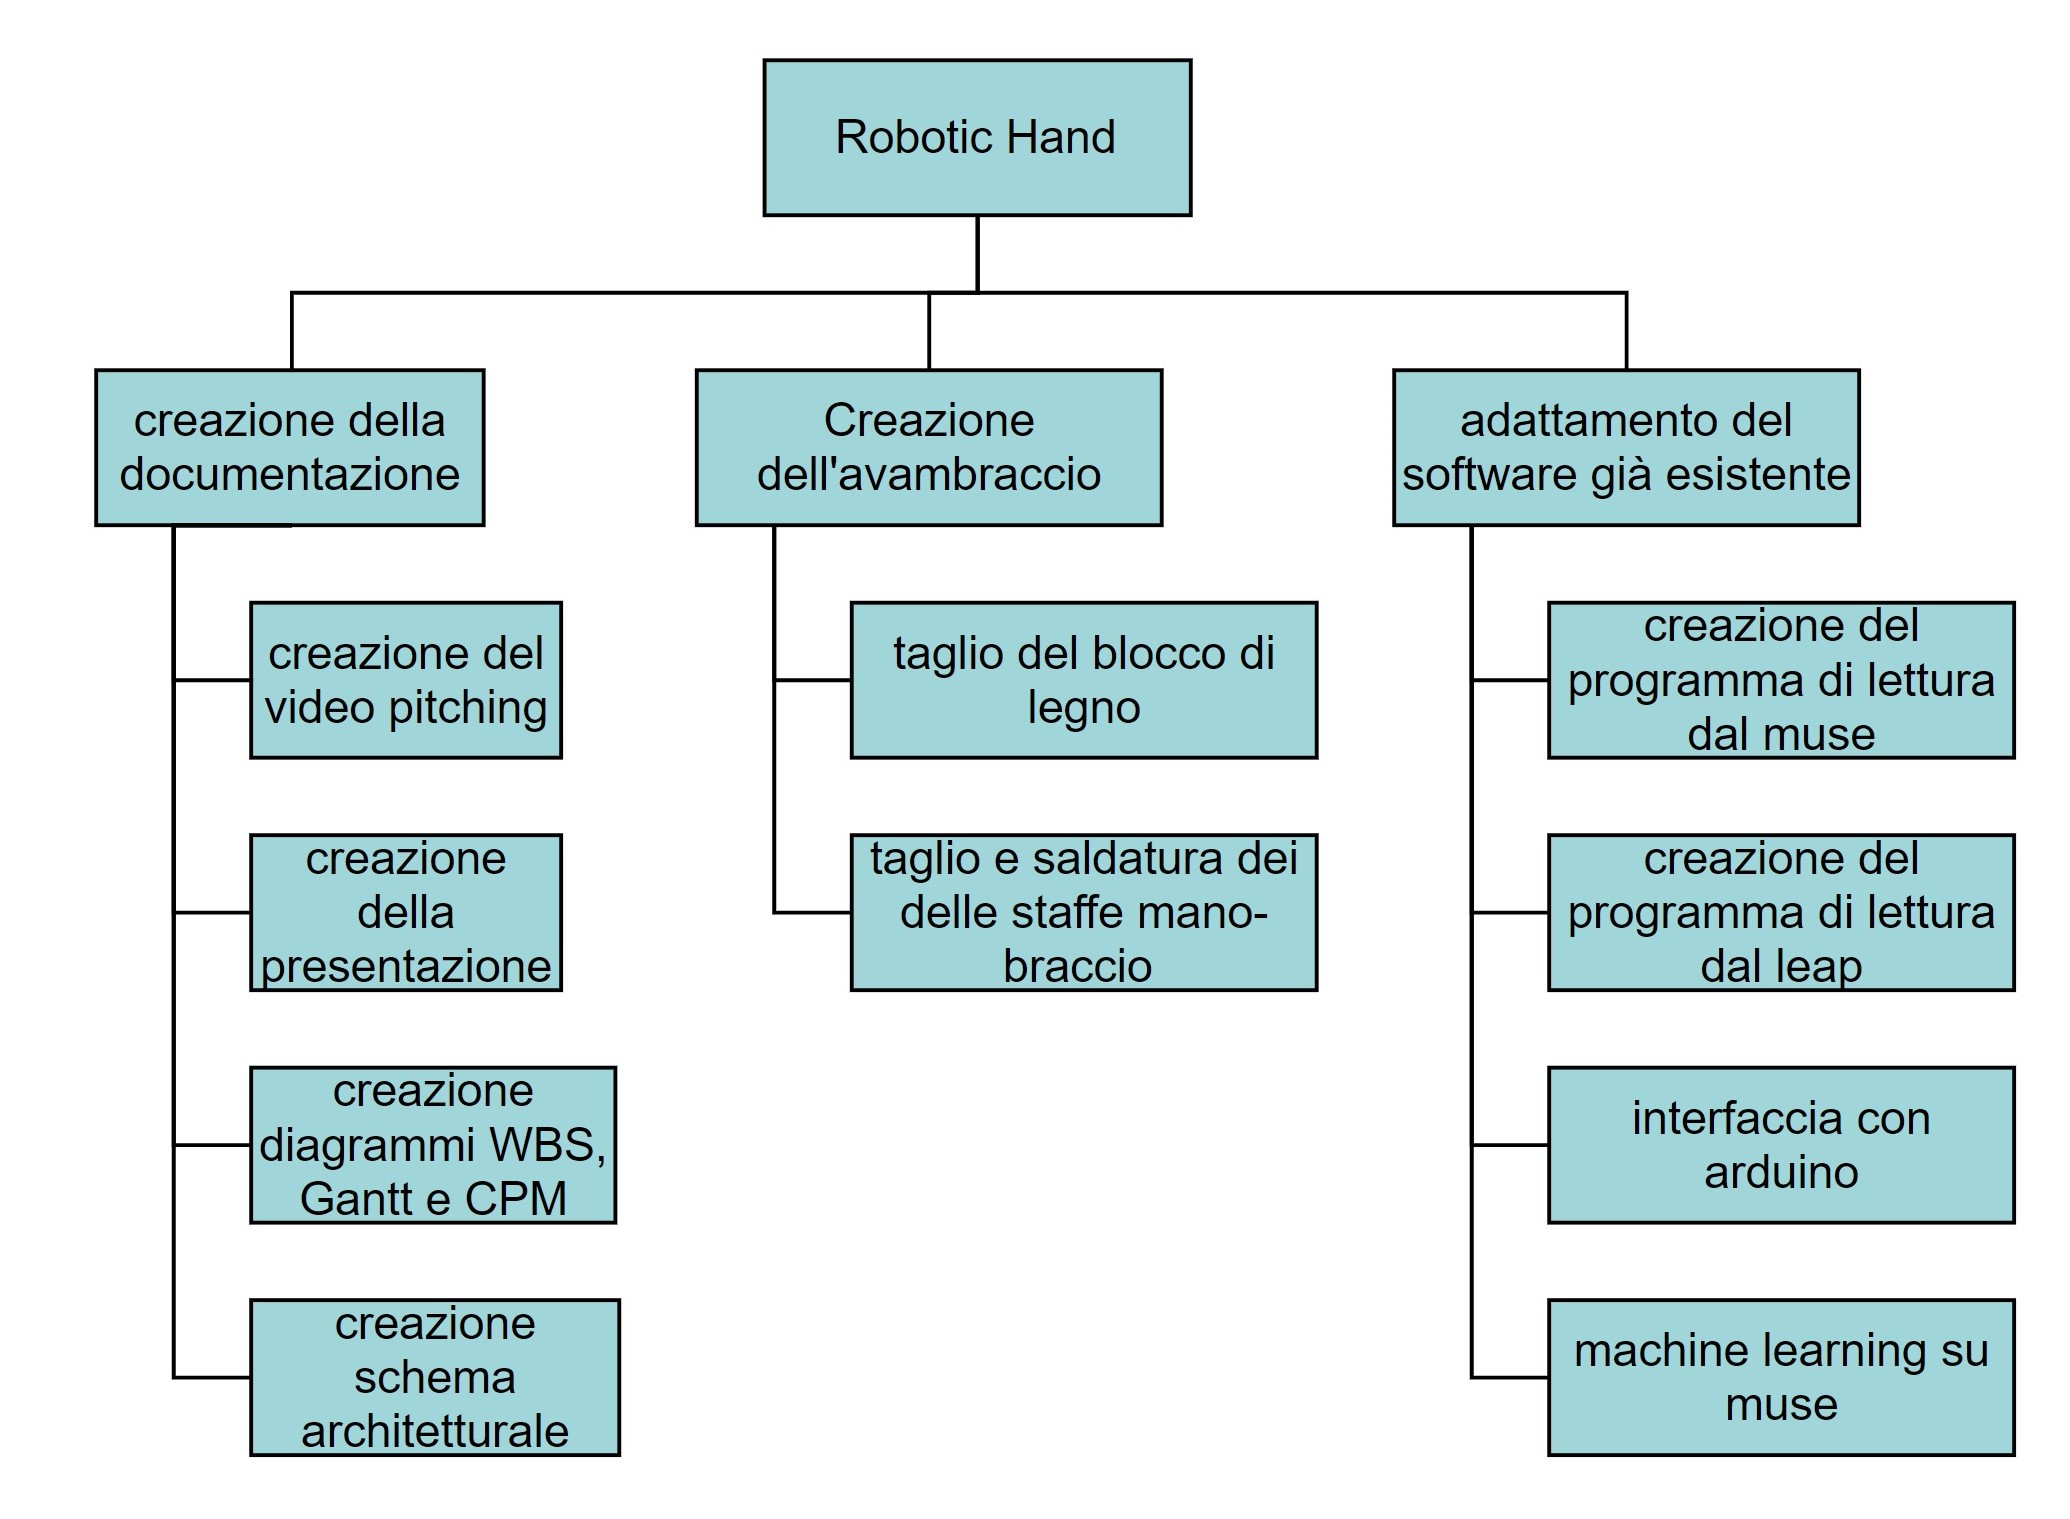 Robotic Hand
creazione della
documentazione
creazione del
video pitching
creazione
della
presentazione
creazione
diagrammi WBS,
Gantt e CPM
creazione
schema
architetturale
Creazione
dell'avambraccio
taglio del blocco di
legno
taglio e saldatura dei
delle staffe mano-
braccio
adattamento del
software già esistente
creazione del
programma di lettura
dal muse
creazione del
programma di lettura
dal leap
interfaccia con
arduino
machine learning su
muse